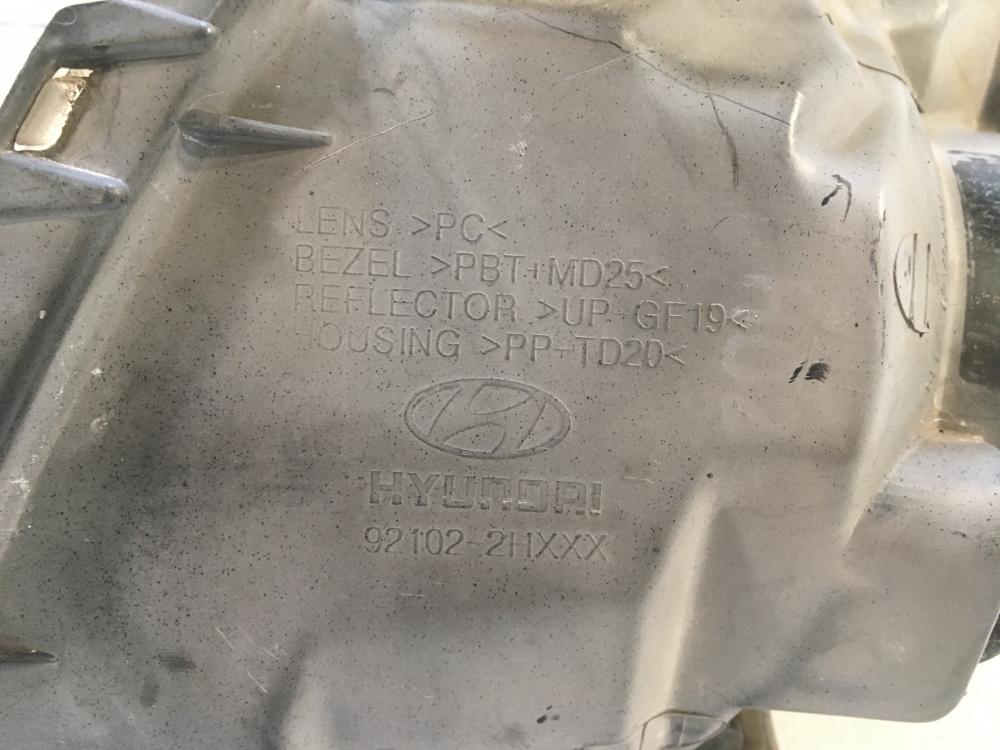 LENS >PC<
BEZEL >PBT+MD25<
REFLECTOR >UP-GF19<
HOUSING >PP-TD20<
HYUNDAI
92102-2HXXX